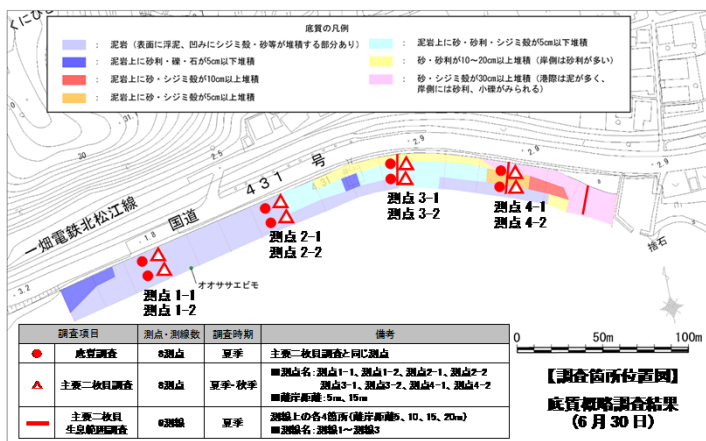 くにびき
底質の凡例
： 泥岩（表面に浮泥、凹みにシジミ殻・砂等が堆積する部分あり）
： 泥岩上に砂利・礫・石が5cm以下堆積
： 泥岩上に砂・シジミ殻が10cm以上堆積
： 泥岩上に砂・シジミ殻が5cm以上堆積
： 泥岩上に砂・砂利・シジミ殻が5cm以下堆積
： 砂・砂利が10～20cm以上堆積（岸側は砂利が多い）
： 砂・シジミ殻が30cm以上堆積（港際は泥が多く、
岸側には砂利、小礫がみられる）
一畑電鉄北松江線
国道 431 号
30
2.5
2.9
2.9
2.9
1.8
3.2
測点 1-1
測点 1-2
測点 2-1
測点 2-2
測点 3-1
測点 3-2
測点 4-1
測点 4-2
オオササエビモ
捨石
調査項目 測点・測線数 調査時期 備考
底質調査 8測点 夏季 主要二枚貝調査と同じ測点
主要二枚貝調査 8測点 夏季・秋季 ■測点名：測点1-1、測点1-2、測点2-1、測点2-2
測点3-1、測点3-2、測点4-1、測点4-2
■離岸距離：5m、15m
主要二枚貝
生息範囲調査 夏季 測線上の各4箇所（離岸距離5、10、15、20m）
■測線名：測線1～測線3
0 50m 100m
【調査箇所位置図】
底質概略調査結果
(6 月 30 日)